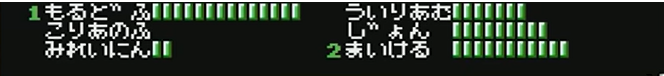 1 もるどゞふ ういりあむ
こりあのふ じょん
みれいにん 2 まいける